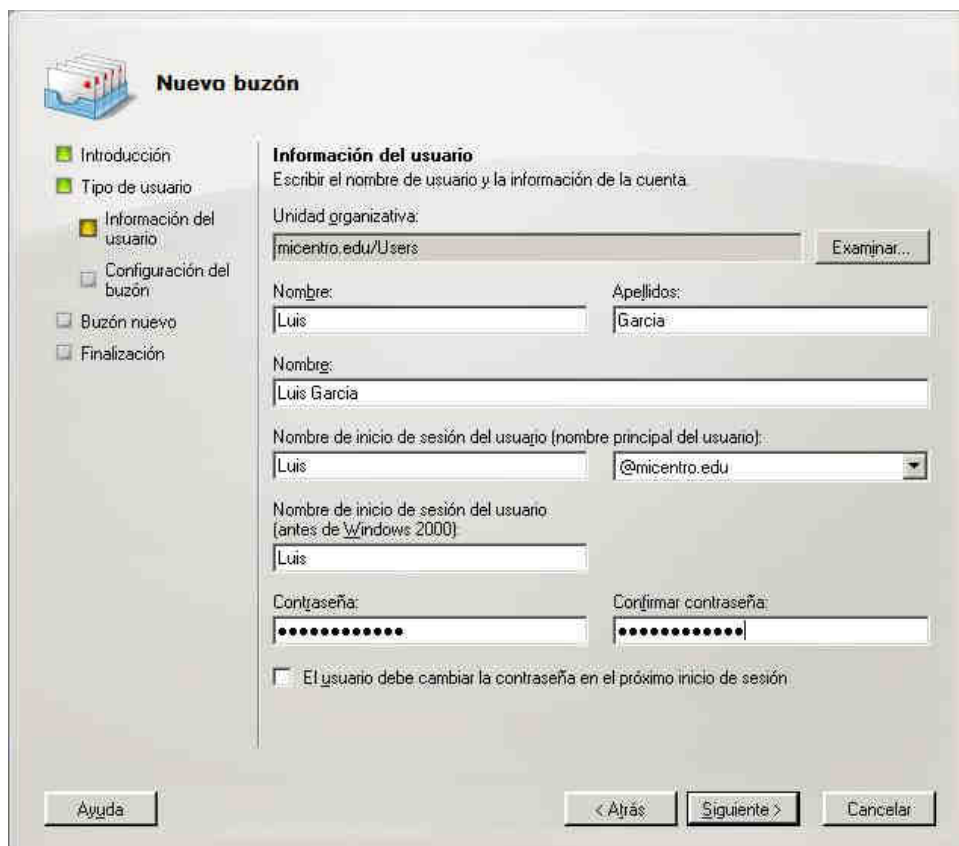 Nuevo buzón
Introducción
Tipo de usuario
Información del
usuario
Configuración del
buzón
Buzón nuevo
Finalización
Información del usuario
Escribir el nombre de usuario y la información de la cuenta.
Unidad organizativa:
micentro.edu/Users
Examinar...
Nombre:
Apellidos:
Luis
Garcia
Nombre:
Luis Garcia
Nombre de inicio de sesión del usuario (nombre principal del usuario):
Luis
@micentro.edu
Nombre de inicio de sesión del usuario
(antes de Windows 2000):
Luis
Contraseña:
Confirmar contraseña:
●●●●●●●●●●●●
●●●●●●●●●●●●
El usuario debe cambiar la contraseña en el próximo inicio de sesión
Ayuda
< Atrás
Siguiente >
Cancelar